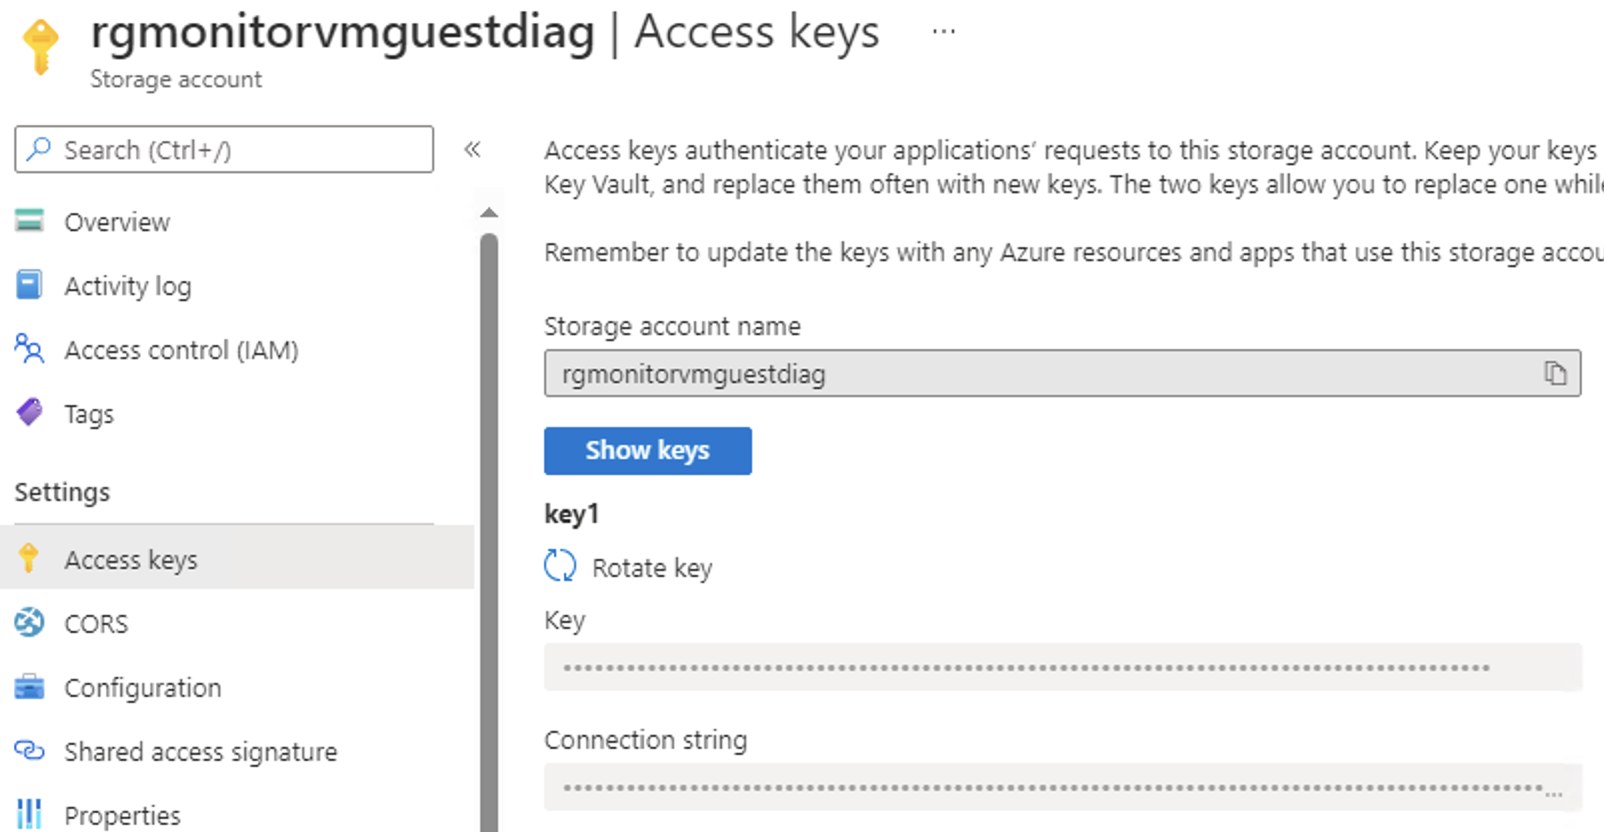 rgmonitorvmguestdiag | Access keys ...
Storage account
Search (Ctrl+/)
«
Overview
Activity log
Access control (IAM)
Tags
Settings
Access keys
CORS
Configuration
Shared access signature
Properties
Access keys authenticate your applications’ requests to this storage account. Keep your keys
Key Vault, and replace them often with new keys. The two keys allow you to replace one while
Remember to update the keys with any Azure resources and apps that use this storage accou
Storage account name
rgmonitorvmguestdiag
Show keys
key1
Rotate key
Key
Connection string